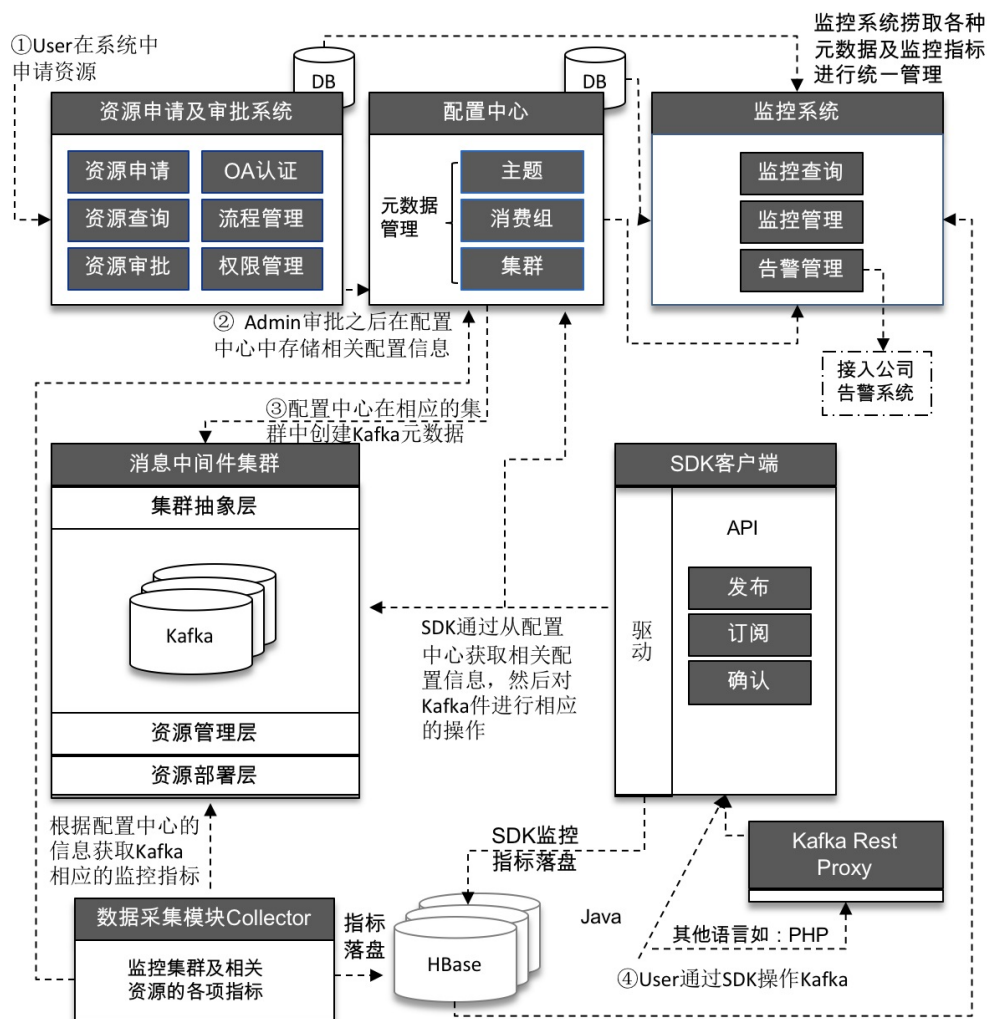 ①User在系统中
申请资源
DB
DB
监控系统捞取各种
元数据及监控指标
进行统一管理
资源申请及审批系统
资源申请
OA认证
资源查询
流程管理
资源审批
权限管理
配置中心
元数据
管理
主题
消费组
集群
监控系统
监控查询
监控管理
告警管理
接入公司
告警系统
② Admin审批之后在配置
中心中存储相关配置信息
③配置中心在相应的集
群中创建Kafka元数据
消息中间件集群
集群抽象层
Kafka
资源管理层
资源部署层
SDK通过从配置
中心获取相关配
置信息，然后对
Kafka件进行相应
的操作
SDK客户端
驱
动
API
发布
订阅
确认
根据配置中心的
信息获取Kafka
相应的监控指标
SDK监控
指标落盘
Kafka Rest
Proxy
数据采集模块Collector
监控集群及相关
资源的各项指标
指标
落盘
HBase
Java
其他语言如：PHP
④User通过SDK操作Kafka